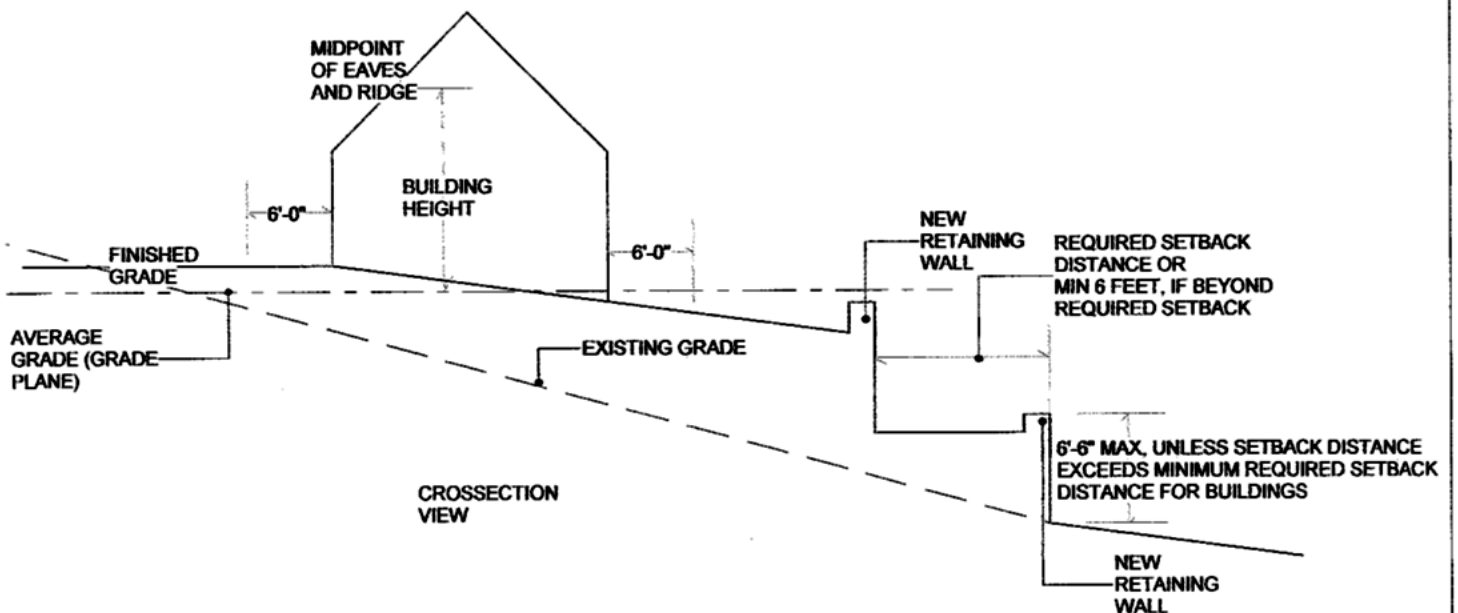 MIDPOINT
OF EAVES
AND RIDGE
BUILDING
HEIGHT
6'-0"
6'-0"
FINISHED
GRADE
AVERAGE
GRADE (GRADE
PLANE)
EXISTING GRADE
NEW
RETAINING
WALL
REQUIRED SETBACK
DISTANCE OR
MIN 6 FEET, IF BEYOND
REQUIRED SETBACK
6'-6" MAX, UNLESS SETBACK DISTANCE
EXCEEDS MINIMUM REQUIRED SETBACK
DISTANCE FOR BUILDINGS
CROSSECTION
VIEW
NEW
RETAINING
WALL